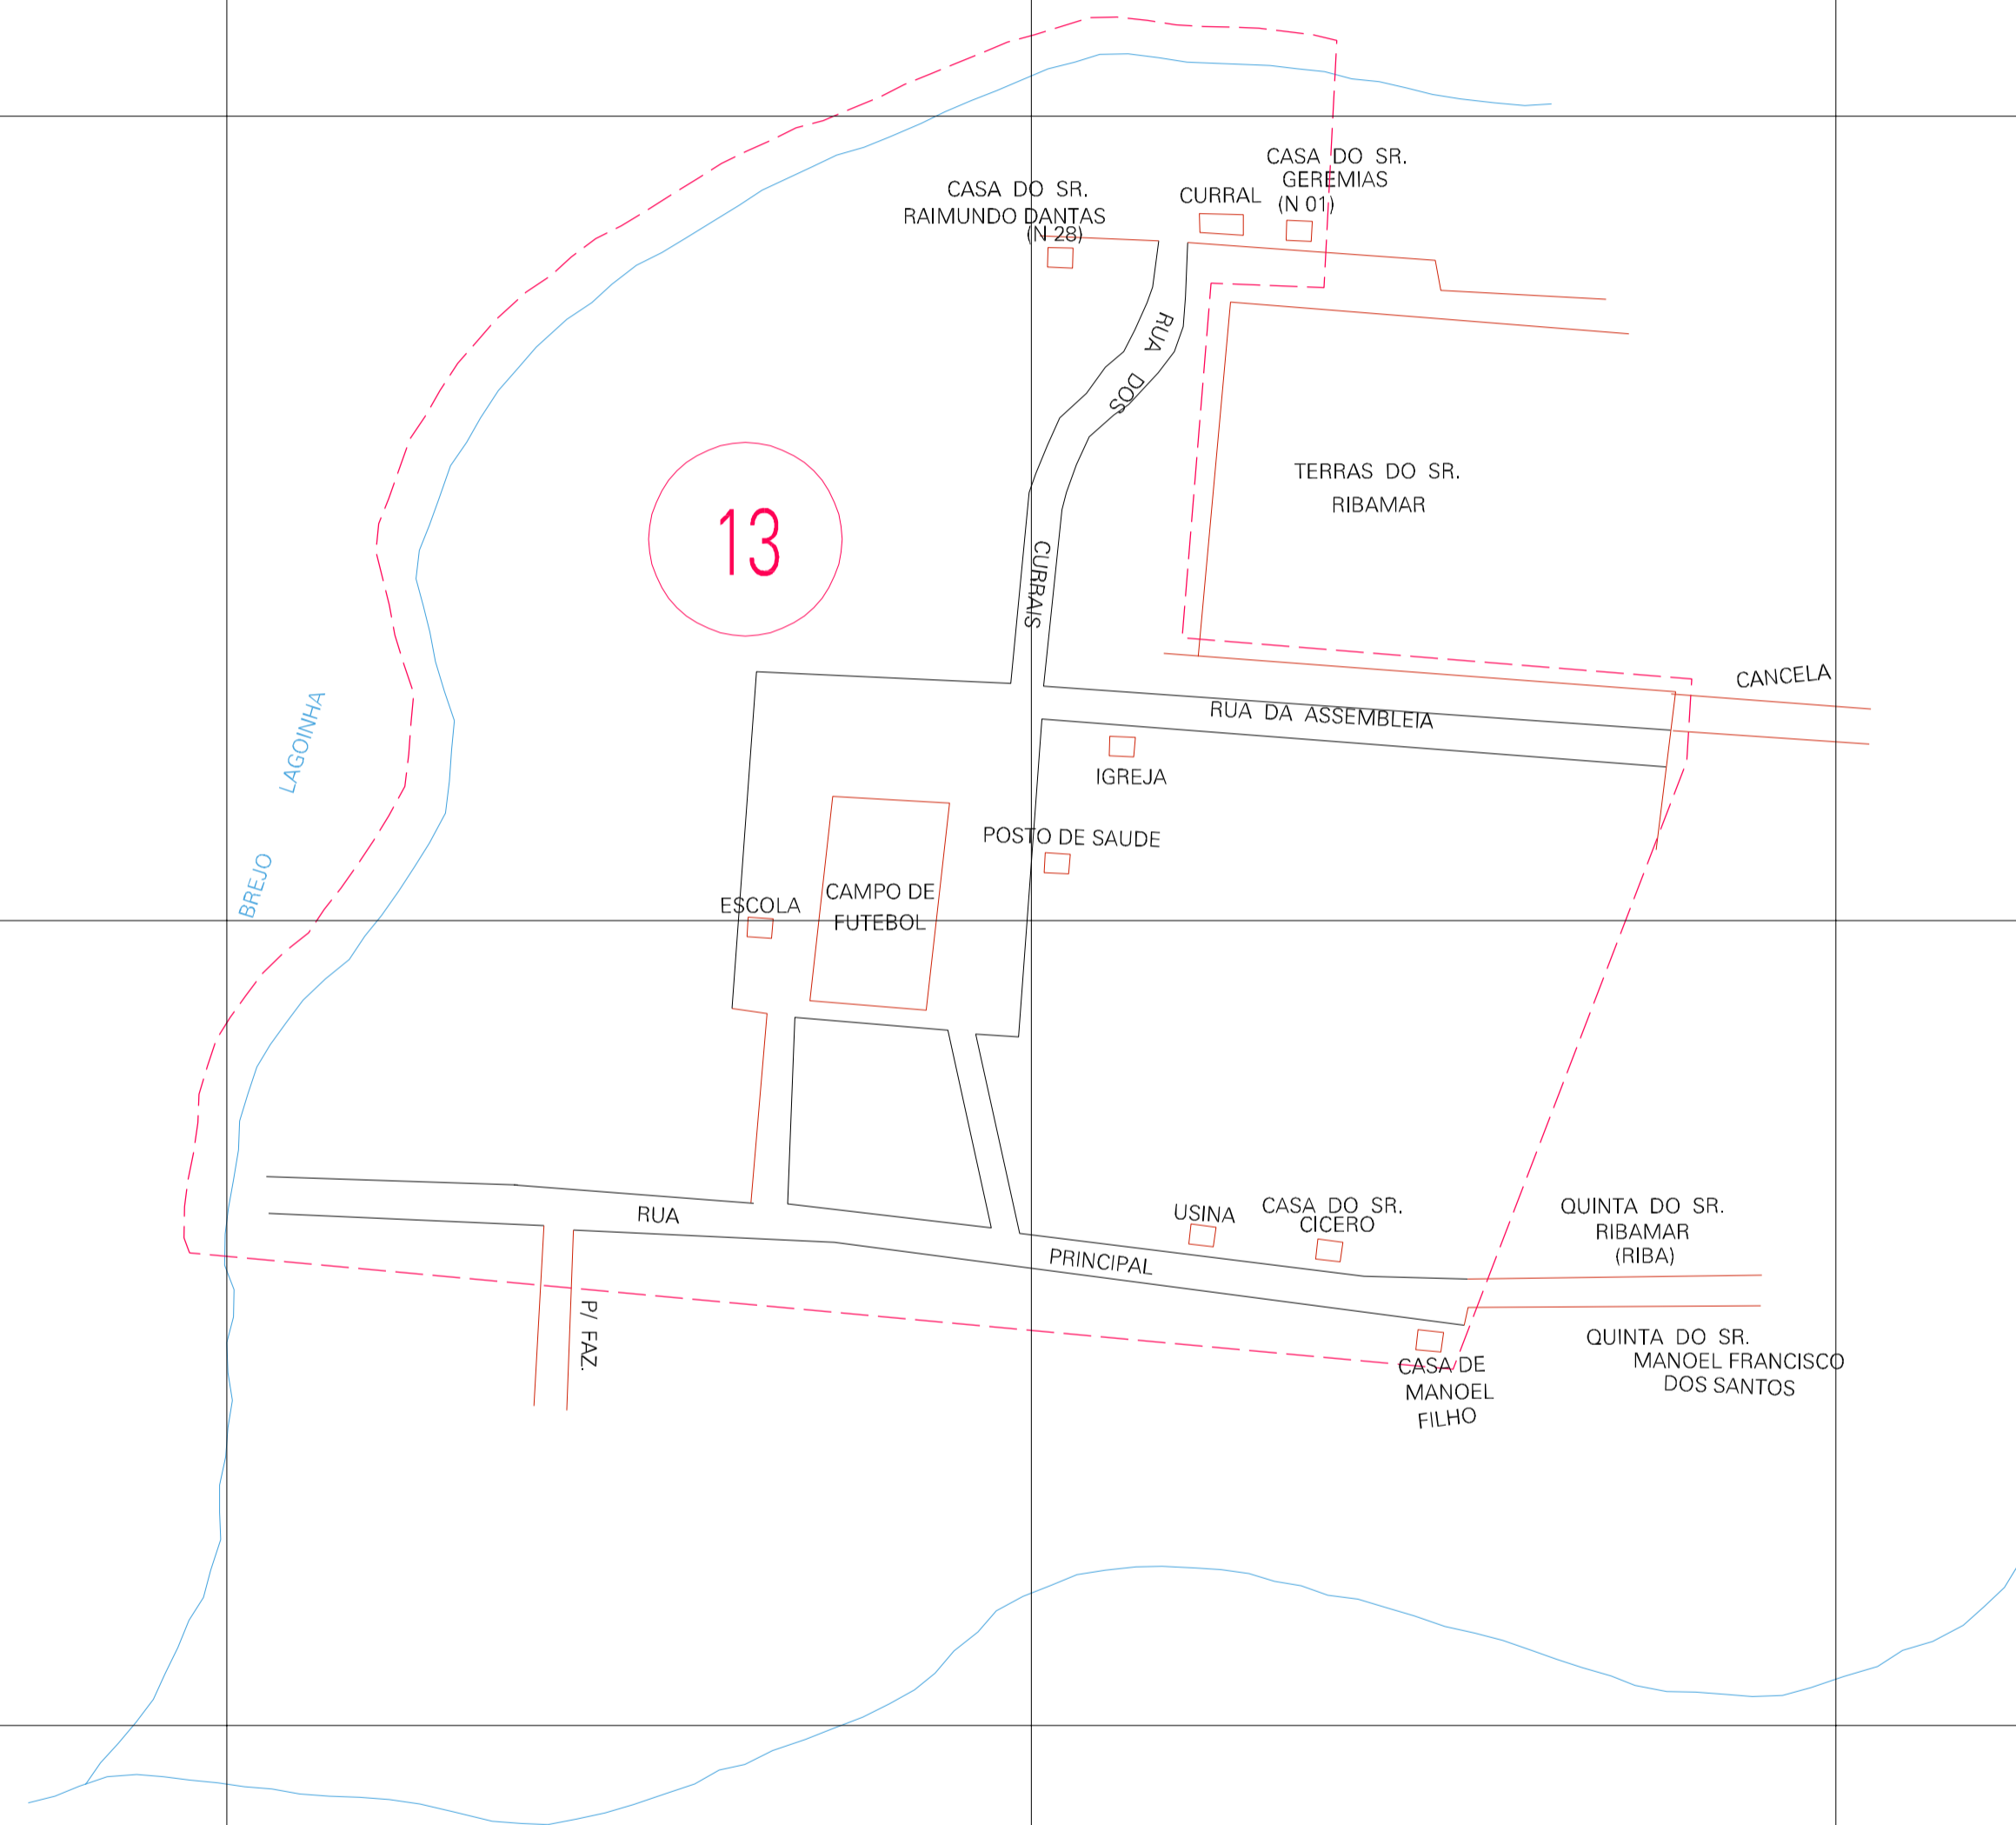 CASA DO SR.
GEREMIAS
(N 01)
CURRAL
CASA DO SR.
RAIMUNDO DANTAS
(N 28)
RUA DOS CURRAIS
13
TERRAS DO SR.
RIBAMAR
CANCELA
RUA DA ASSEMBLEIA
IGREJA
BREJO LAGOINHA
POSTO DE SAUDE
ESCOLA
CAMPO DE
FUTEBOL
RUA PRINCIPAL
USINA
CASA DO SR.
CICERO
QUINTA DO SR.
RIBAMAR
(RIBA)
P/ FAZ.
QUINTA DO SR.
MANOEL FRANCISCO
DOS SANTOS
CASA DE
MANOEL
FILHO